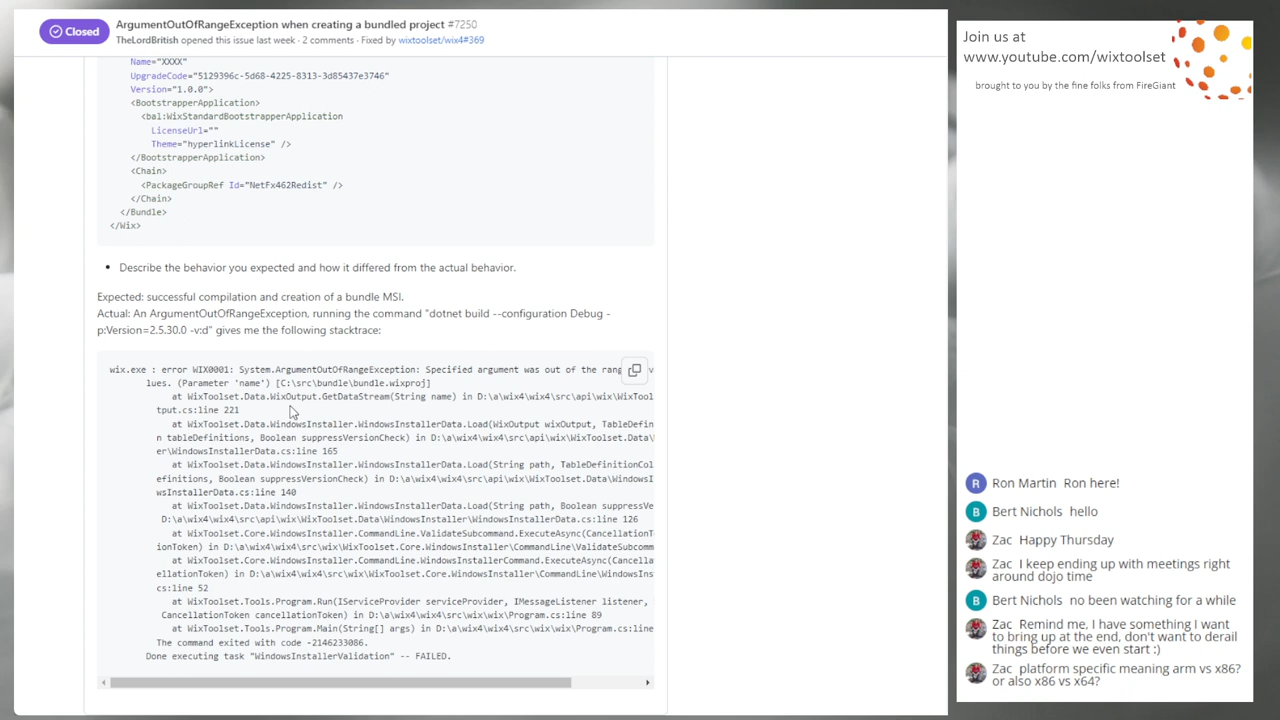 Closed
ArgumentOutOfRangeException when creating a bundled project #7250
TheLordBritish opened this issue last week · 2 comments · Fixed by wixtoolset/wix4#369
Name="XXXX"
UpgradeCode="5129396c-5d68-4225-8313-3d85437e3746"
Version="1.0.0">
<BootstrapperApplication>
<bal:WixStandardBootstrapperApplication
LicenseUrl=""
Theme="hyperlinkLicense" />
</BootstrapperApplication>
<Chain>
<PackageGroupRef Id="NetFx462Redist" />
</Chain>
</Bundle>
</Wix>
• Describe the behavior you expected and how it differed from the actual behavior.
Expected: successful compilation and creation of a bundle MSI.
Actual: An ArgumentOutOfRangeException, running the command "dotnet build --configuration Debug -
p:Version=2.5.30.0 -v:d" gives me the following stacktrace:
wix.exe : error WIX0001: System.ArgumentOutOfRangeException: Specified argument was out of the rang v
lues. (Parameter 'name') [C:\src\bundle\bundle.wixproj]
at WixToolset.Data.WixOutput.GetDataStream(String name) in D:\a\wix4\wix4\src\api\wix\WixTool
tput.cs:line 221
at WixToolset.Data.WindowsInstaller.WindowsInstallerData.Load(WixOutput wixOutput, TableDefin
n tableDefinitions, Boolean suppressVersionCheck) in D:\a\wix4\wix4\src\api\wix\WixToolset.Data\
er\WindowsInstallerData.cs:line 165
at WixToolset.Data.WindowsInstaller.WindowsInstallerData.Load(String path, TableDefinitionCol
efinitions, Boolean suppressVersionCheck) in D:\a\wix4\wix4\src\api\wix\WixToolset.Data\WindowsI
wsInstallerData.cs:line 140
at WixToolset.Data.WindowsInstaller.WindowsInstallerData.Load(String path, Boolean suppressVe
D:\a\wix4\wix4\src\api\wix\WixToolset.Data\WindowsInstaller\WindowsInstallerData.cs:line 126
at WixToolset.Core.WindowsInstaller.CommandLine.ValidateSubcommand.ExecuteAsync(CancellationT
ionToken) in D:\a\wix4\wix4\src\wix\WixToolset.Core.WindowsInstaller\CommandLine\ValidateSubcomm
at WixToolset.Core.WindowsInstaller.CommandLine.WindowsInstallerCommand.ExecuteAsync(Cancella
ellationToken) in D:\a\wix4\wix4\src\wix\WixToolset.Core.WindowsInstaller\CommandLine\WindowsIns
cs:line 52
at WixToolset.Tools.Program.Run(IServiceProvider serviceProvider, IMessageListener listener,
CancellationToken cancellationToken) in D:\a\wix4\wix4\src\wix\wix\Program.cs:line 89
at WixToolset.Tools.Program.Main(String[] args) in D:\a\wix4\wix4\src\wix\wix\Program.cs:line
The command exited with code -2146233086.
Done executing task "WindowsInstallerValidation" -- FAILED.
Join us at
www.youtube.com/wixtoolset
brought to you by the fine folks from FireGiant
R Ron Martin Ron here!
B Bert Nichols hello
Zac Happy Thursday
Zac I keep ending up with meetings right
around dojo time
B Bert Nichols no been watching for a while
Zac Remind me, I have something I want
to bring up at the end, don't want to derail
things before we even start :)
Zac platform specific meaning arm vs x86?
or also x86 vs x64?